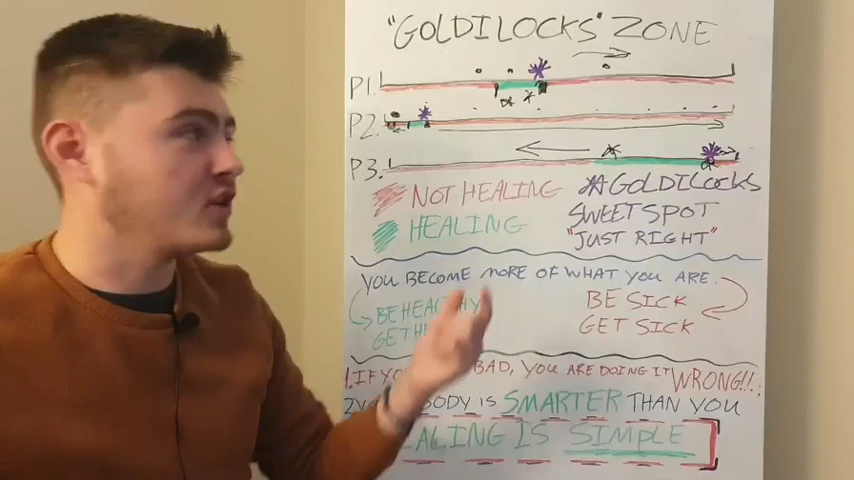 "GOLDILOCKS" ZONE
P1.
P2.
P3.
NOT HEALING
HEALING
*GOLDILOCKS
SWEET SPOT
"JUST RIGHT"
YOU BECOME MORE OF WHAT YOU ARE.
BE HEALTHY
BE SICK
GET SICK
BAD, YOU ARE DOING IT WRONG!!!
BODY IS SMARTER THAN YOU
HEALING IS SIMPLE